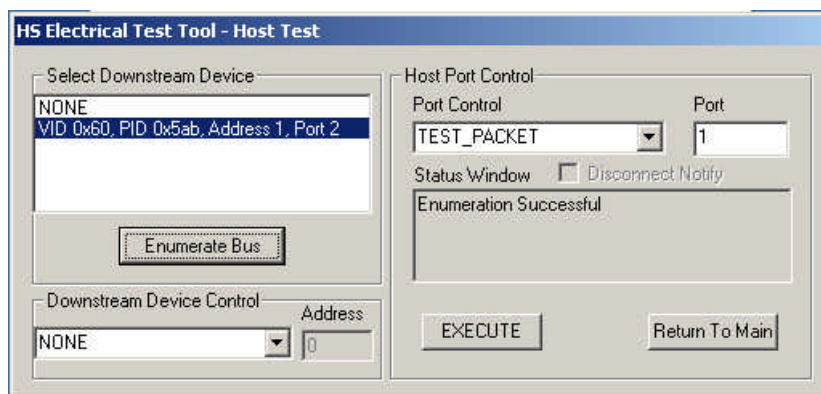 HS Electrical Test Tool - Host Test
Select Downstream Device
NONE
VID 0x60, PID 0x5ab, Address 1, Port 2
Enumerate Bus
Downstream Device Control
Address
NONE
0
Host Port Control
Port Control
Port
TEST_PACKET
1
Status Window
Disconnect Notify
Enumeration Successful
EXECUTE
Return To Main